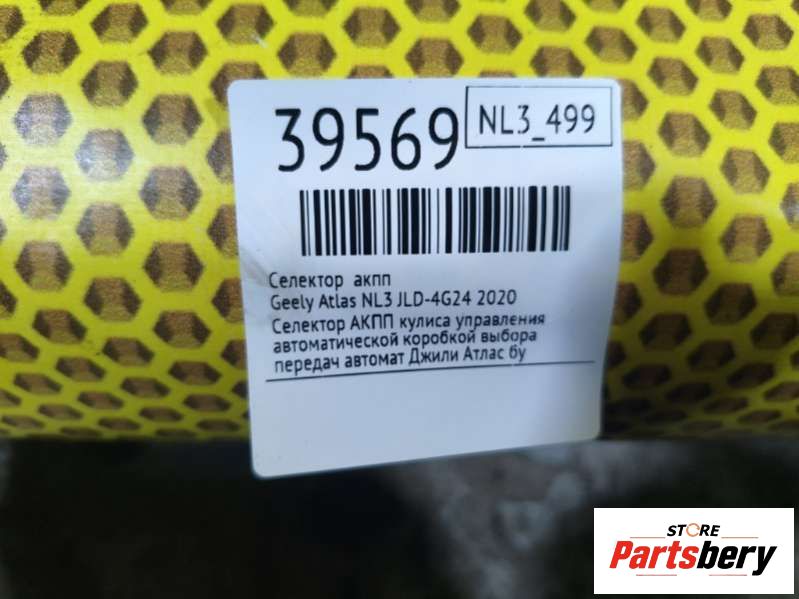 39569
NL3_499
Селектор акпп
Geely Atlas NL3 JLD-4G24 2020
Селектор АКПП кулиса управления
автоматической коробкой выбора
передач автомат Джили Атлас бу
STORE
Partsbery